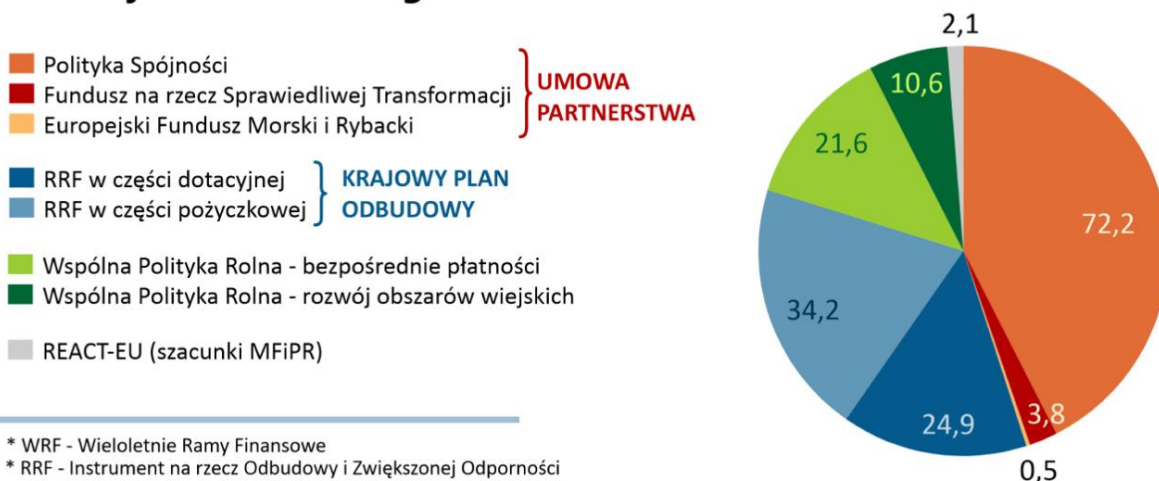 Polityka Spójności
Fundusz na rzecz Sprawiedliwej Transformacji
Europejski Fundusz Morski i Rybacki
UMOWA
PARTNERSTWA
RRF w części dotacyjnej
RRF w części pożyczkowej
KRAJOWY PLAN
ODBUDOWY
Wspólna Polityka Rolna - bezpośrednie płatności
Wspólna Polityka Rolna - rozwój obszarów wiejskich
REACT-EU (szacunki MFiPR)
* WRF - Wieloletnie Ramy Finansowe
* RRF - Instrument na rzecz Odbudowy i Zwiększonej Odporności
2,1
10,6
21,6
72,2
34,2
24,9
3,8
0,5